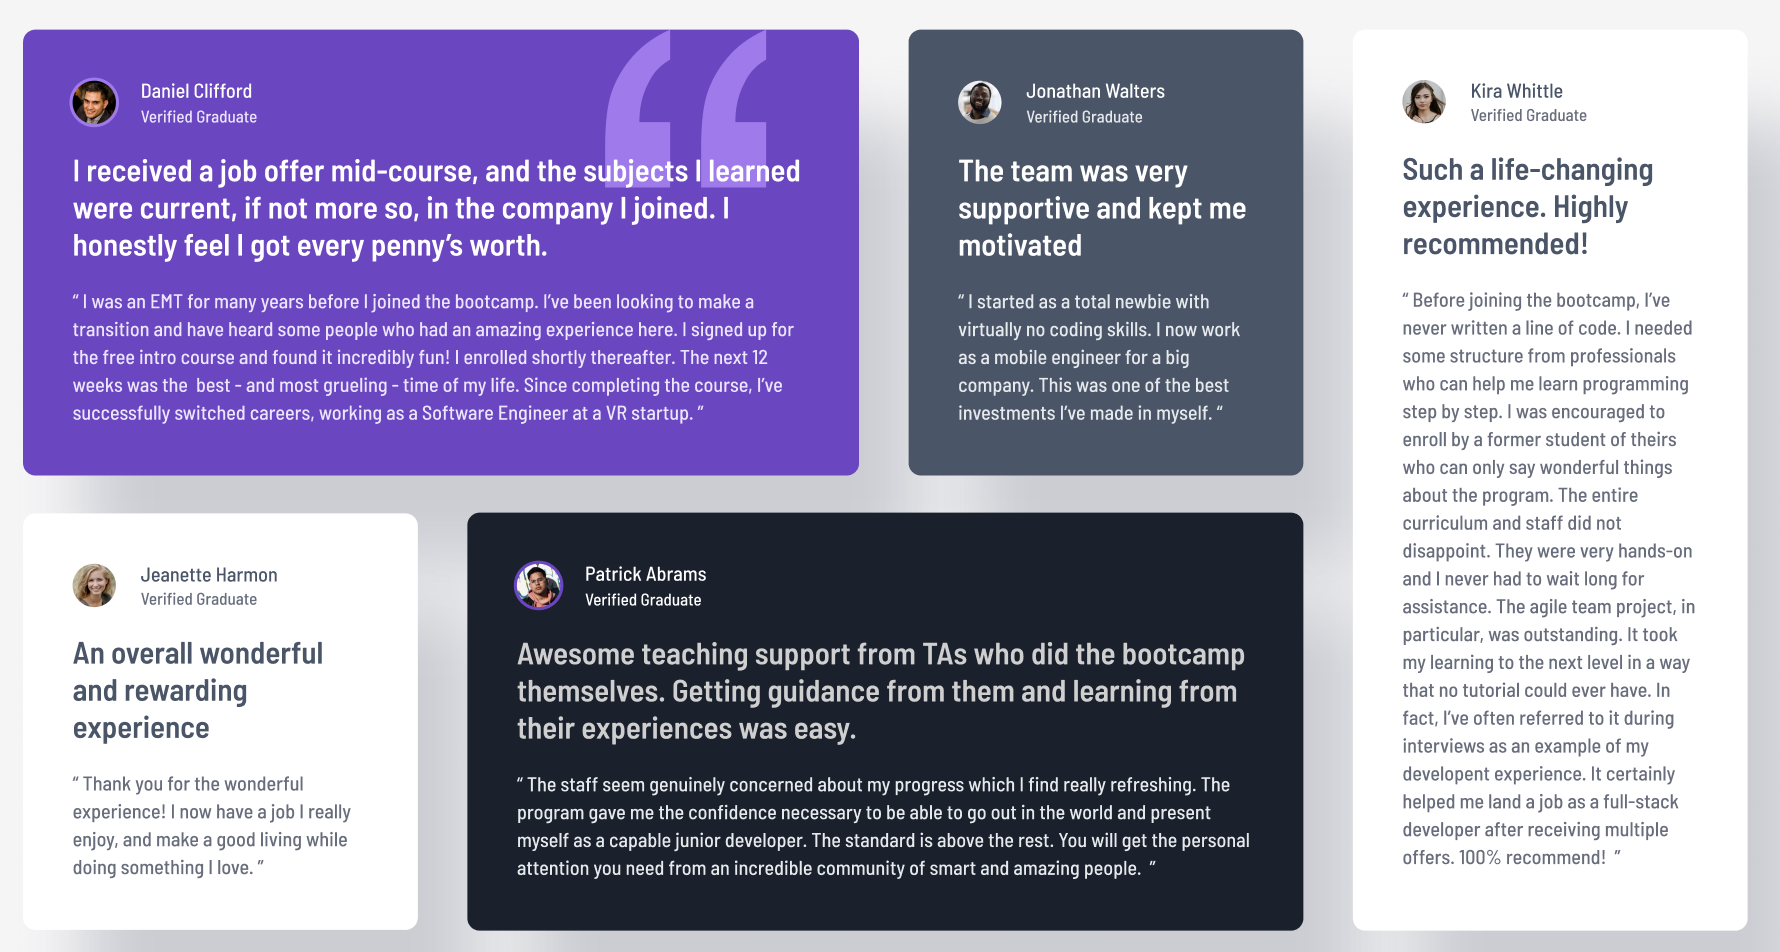 Daniel Clifford
Verified Graduate
I received a job offer mid-course, and the subjects I learned
were current, if not more so, in the company I joined. I
honestly feel I got every penny’s worth.
“ I was an EMT for many years before I joined the bootcamp. I’ve been looking to make a
transition and have heard some people who had an amazing experience here. I signed up for
the free intro course and found it incredibly fun! I enrolled shortly thereafter. The next 12
weeks was the  best - and most grueling - time of my life. Since completing the course, I’ve
successfully switched careers, working as a Software Engineer at a VR startup. ”
Jonathan Walters
Verified Graduate
The team was very
supportive and kept me
motivated
“ I started as a total newbie with
virtually no coding skills. I now work
as a mobile engineer for a big
company. This was one of the best
investments I’ve made in myself. “
Kira Whittle
Verified Graduate
Such a life-changing
experience. Highly
recommended!
“ Before joining the bootcamp, I’ve
never written a line of code. I needed
some structure from professionals
who can help me learn programming
step by step. I was encouraged to
enroll by a former student of theirs
who can only say wonderful things
about the program. The entire
curriculum and staff did not
disappoint. They were very hands-on
and I never had to wait long for
assistance. The agile team project, in
particular, was outstanding. It took
my learning to the next level in a way
that no tutorial could ever have. In
fact, I’ve often referred to it during
interviews as an example of my
developent experience. It certainly
helped me land a job as a full-stack
developer after receiving multiple
offers. 100% recommend!  ”
Jeanette Harmon
Verified Graduate
An overall wonderful
and rewarding
experience
“ Thank you for the wonderful
experience! I now have a job I really
enjoy, and make a good living while
doing something I love. ”
Patrick Abrams
Verified Graduate
Awesome teaching support from TAs who did the bootcamp
themselves. Getting guidance from them and learning from
their experiences was easy.
“ The staff seem genuinely concerned about my progress which I find really refreshing. The
program gave me the confidence necessary to be able to go out in the world and present
myself as a capable junior developer. The standard is above the rest. You will get the personal
attention you need from an incredible community of smart and amazing people.  ”